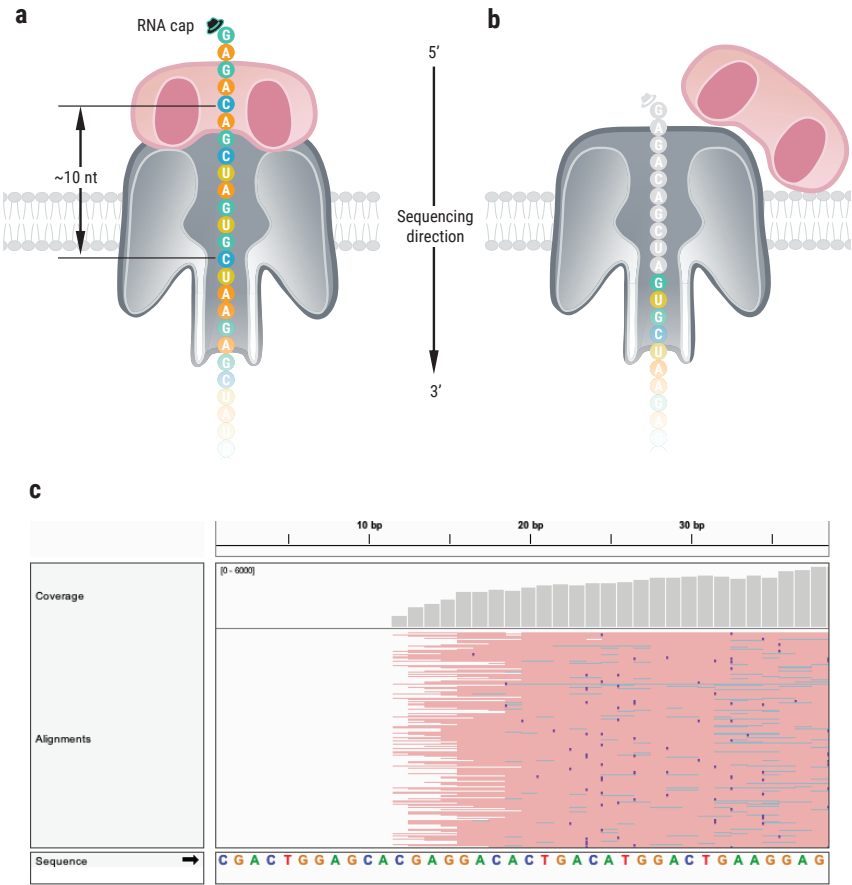 a
RNA cap
G
A
G
A
C
A
G
C
U
A
G
U
G
C
U
A
A
G
A
G
C
U
A
~10 nt
5’
Sequencing
direction
3’
b
G
A
G
A
C
A
G
C
U
A
G
U
G
C
U
A
A
G
A
c
10 bp
20 bp
30 bp
[0 - 6000]
Coverage
Alignments
Sequence
CGACTGGAGCACGAGGACACTGACATGGACTGAAGGAG